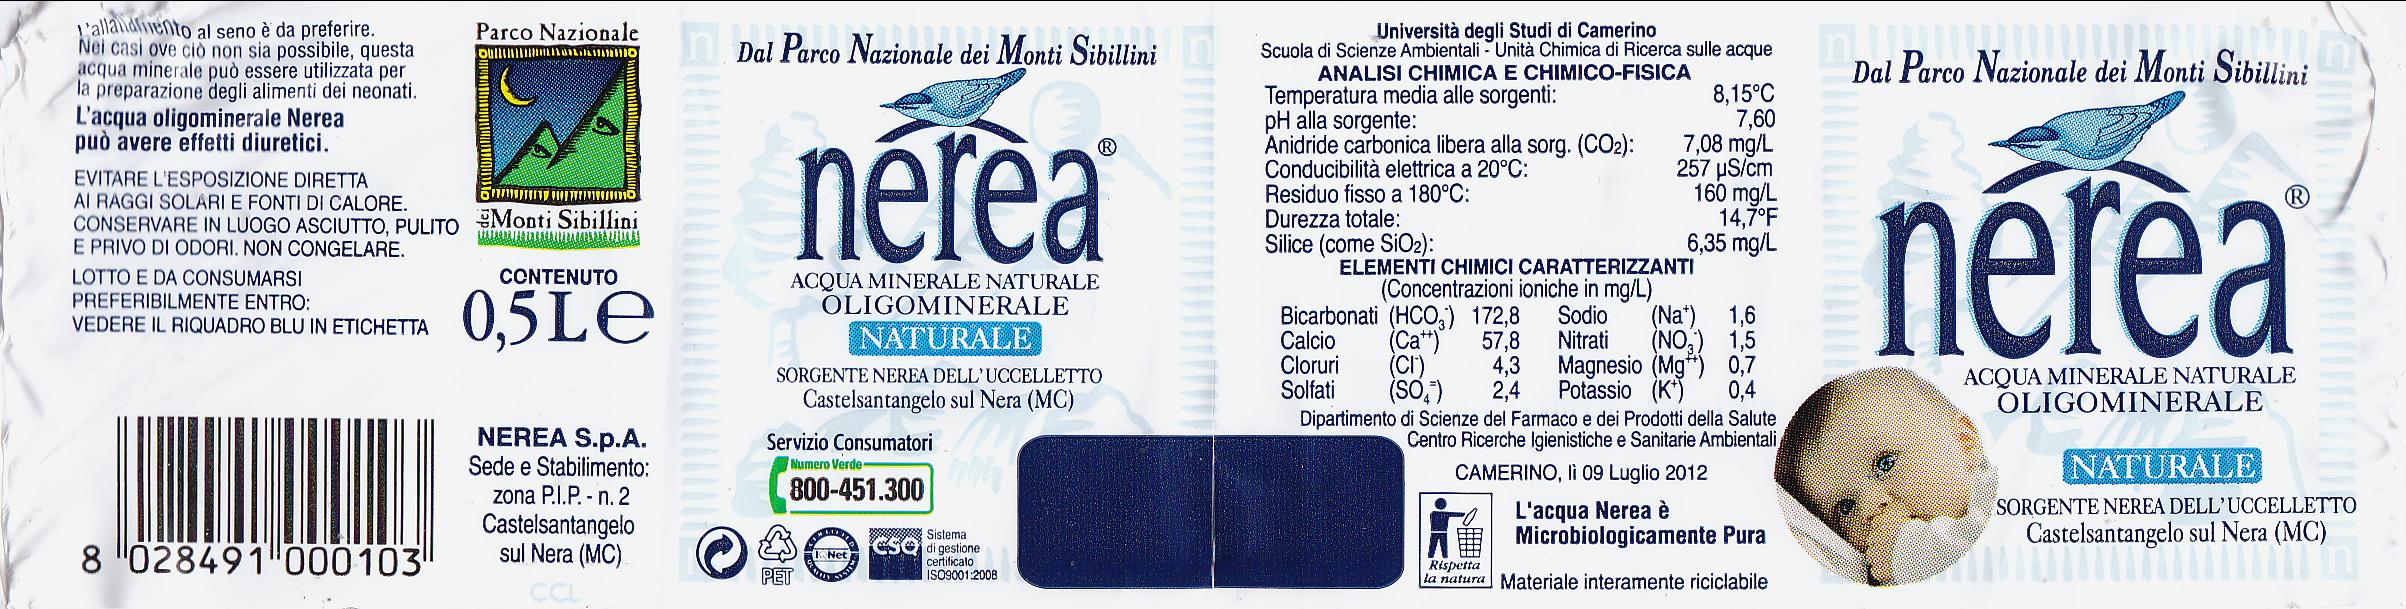 L'allattamento al seno è da preferire.
Nei casi ove ciò non sia possibile, questa
acqua minerale può essere utilizzata per
la preparazione degli alimenti dei neonati.
L'acqua oligominerale Nerea
può avere effetti diuretici.
EVITARE L'ESPOSIZIONE DIRETTA
AI RAGGI SOLARI E FONTI DI CALORE.
CONSERVARE IN LUOGO ASCIUTTO, PULITO
E PRIVO DI ODORI. NON CONGELARE.
LOTTO E DA CONSUMARSI
PREFERIBILMENTE ENTRO:
VEDERE IL RIQUADRO BLU IN ETICHETTA
8 028491 000103
Parco Nazionale
dei Monti Sibillini
CONTENUTO
0,5L e
NEREA S.p.A.
Sede e Stabilimento:
zona P.I.P. - n. 2
Castelsantangelo
sul Nera (MC)
CCL
Dal Parco Nazionale dei Monti Sibillini
nerea®
ACQUA MINERALE NATURALE
OLIGOMINERALE
NATURALE
SORGENTE NEREA DELL'UCCELLETTO
Castelsantangelo sul Nera (MC)
Servizio Consumatori
Numero Verde
800-451.300
PET
IQNet
CSQ
Sistema
di gestione
certificato
ISO9001:2008
Università degli Studi di Camerino
Scuola di Scienze Ambientali - Unità Chimica di Ricerca sulle acque
ANALISI CHIMICA E CHIMICO-FISICA
Temperatura media alle sorgenti: 8,15°C
pH alla sorgente: 7,60
Anidride carbonica libera alla sorg. (CO₂): 7,08 mg/L
Conducibilità elettrica a 20°C: 257 µS/cm
Residuo fisso a 180°C: 160 mg/L
Durezza totale: 14,7°F
Silice (come SiO₂): 6,35 mg/L
ELEMENTI CHIMICI CARATTERIZZANTI
(Concentrazioni ioniche in mg/L)
Bicarbonati (HCO₃⁻) 172,8 Sodio (Na⁺) 1,6
Calcio (Ca⁺⁺) 57,8 Nitrati (NO₃⁻) 1,5
Cloruri (Cl⁻) 4,3 Magnesio (Mg⁺⁺) 0,7
Solfati (SO₄⁼) 2,4 Potassio (K⁺) 0,4
Dipartimento di Scienze del Farmaco e dei Prodotti della Salute
Centro Ricerche Igienistiche e Sanitarie Ambientali
CAMERINO, lì 09 Luglio 2012
Rispetta
la natura
L'acqua Nerea è
Microbiologicamente Pura
Materiale interamente riciclabile
Dal Parco Nazionale dei Monti Sibillini
nerea®
ACQUA MINERALE NATURALE
OLIGOMINERALE
NATURALE
SORGENTE NEREA DELL'UCCELLETTO
Castelsantangelo sul Nera (MC)